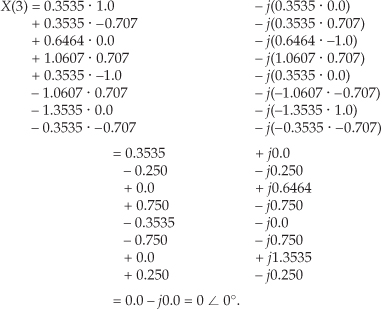 X(3) = 0.3535 · 1.0 – j(0.3535 · 0.0)
+ 0.3535 · –0.707 – j(0.3535 · 0.707)
+ 0.6464 · 0.0 – j(0.6464 · –1.0)
+ 1.0607 · 0.707 – j(1.0607 · 0.707)
+ 0.3535 · –1.0 – j(0.3535 · 0.0)
– 1.0607 · 0.707 – j(–1.0607 · –0.707)
– 1.3535 · 0.0 – j(–1.3535 · 1.0)
– 0.3535 · –0.707 – j(–0.3535 · –0.707)
= 0.3535 + j0.0
– 0.250 – j0.250
+ 0.0 + j0.6464
+ 0.750 – j0.750
– 0.3535 – j0.0
– 0.750 – j0.750
+ 0.0 + j1.3535
+ 0.250 – j0.250
= 0.0 – j0.0 = 0 ∠ 0°.